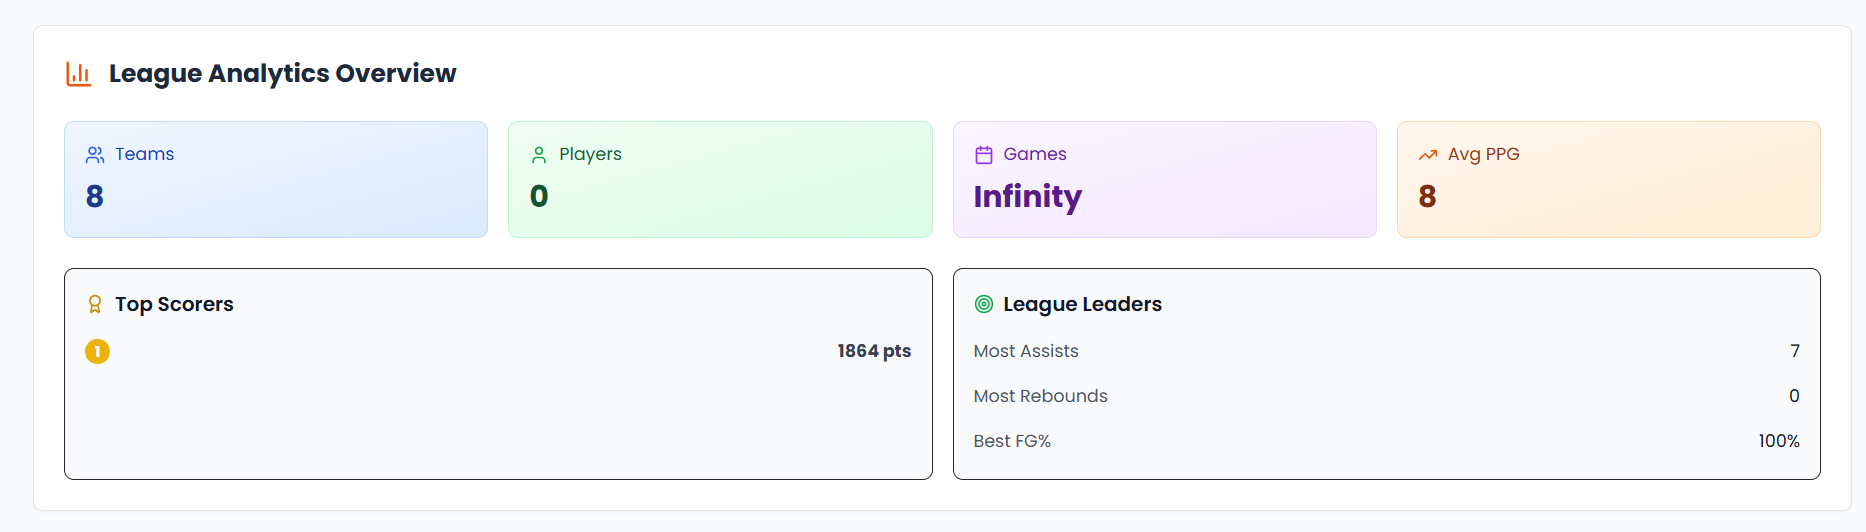 League Analytics Overview
Teams
8
Players
0
Games
Infinity
Avg PPG
8
Top Scorers
1 1864 pts
League Leaders
Most Assists 7
Most Rebounds 0
Best FG% 100%